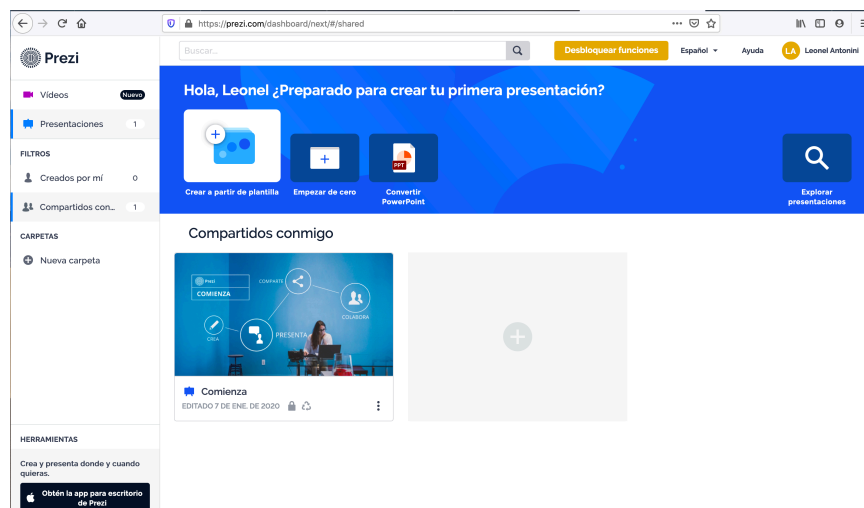 https://prezi.com/dashboard/next/#/shared
Prezi
Buscar...
Desbloquear funciones
Español
Ayuda
LA
Leonel Antonini
Vídeos
Nuevo
Presentaciones
1
FILTROS
Creados por mí
0
Compartidos con...
1
CARPETAS
Nueva carpeta
Hola, Leonel ¿Preparado para crear tu primera presentación?
Crear a partir de plantilla
Empezar de cero
PPT
Convertir
PowerPoint
Explorar
presentaciones
Compartidos conmigo
Prezi
COMIENZA
COMPARTE
COLABORA
CREA
PRESENTA
Comienza
EDITADO 7 DE ENE. DE 2020
HERRAMIENTAS
Crea y presenta donde y cuando
quieras.
Obtén la app para escritorio
de Prezi